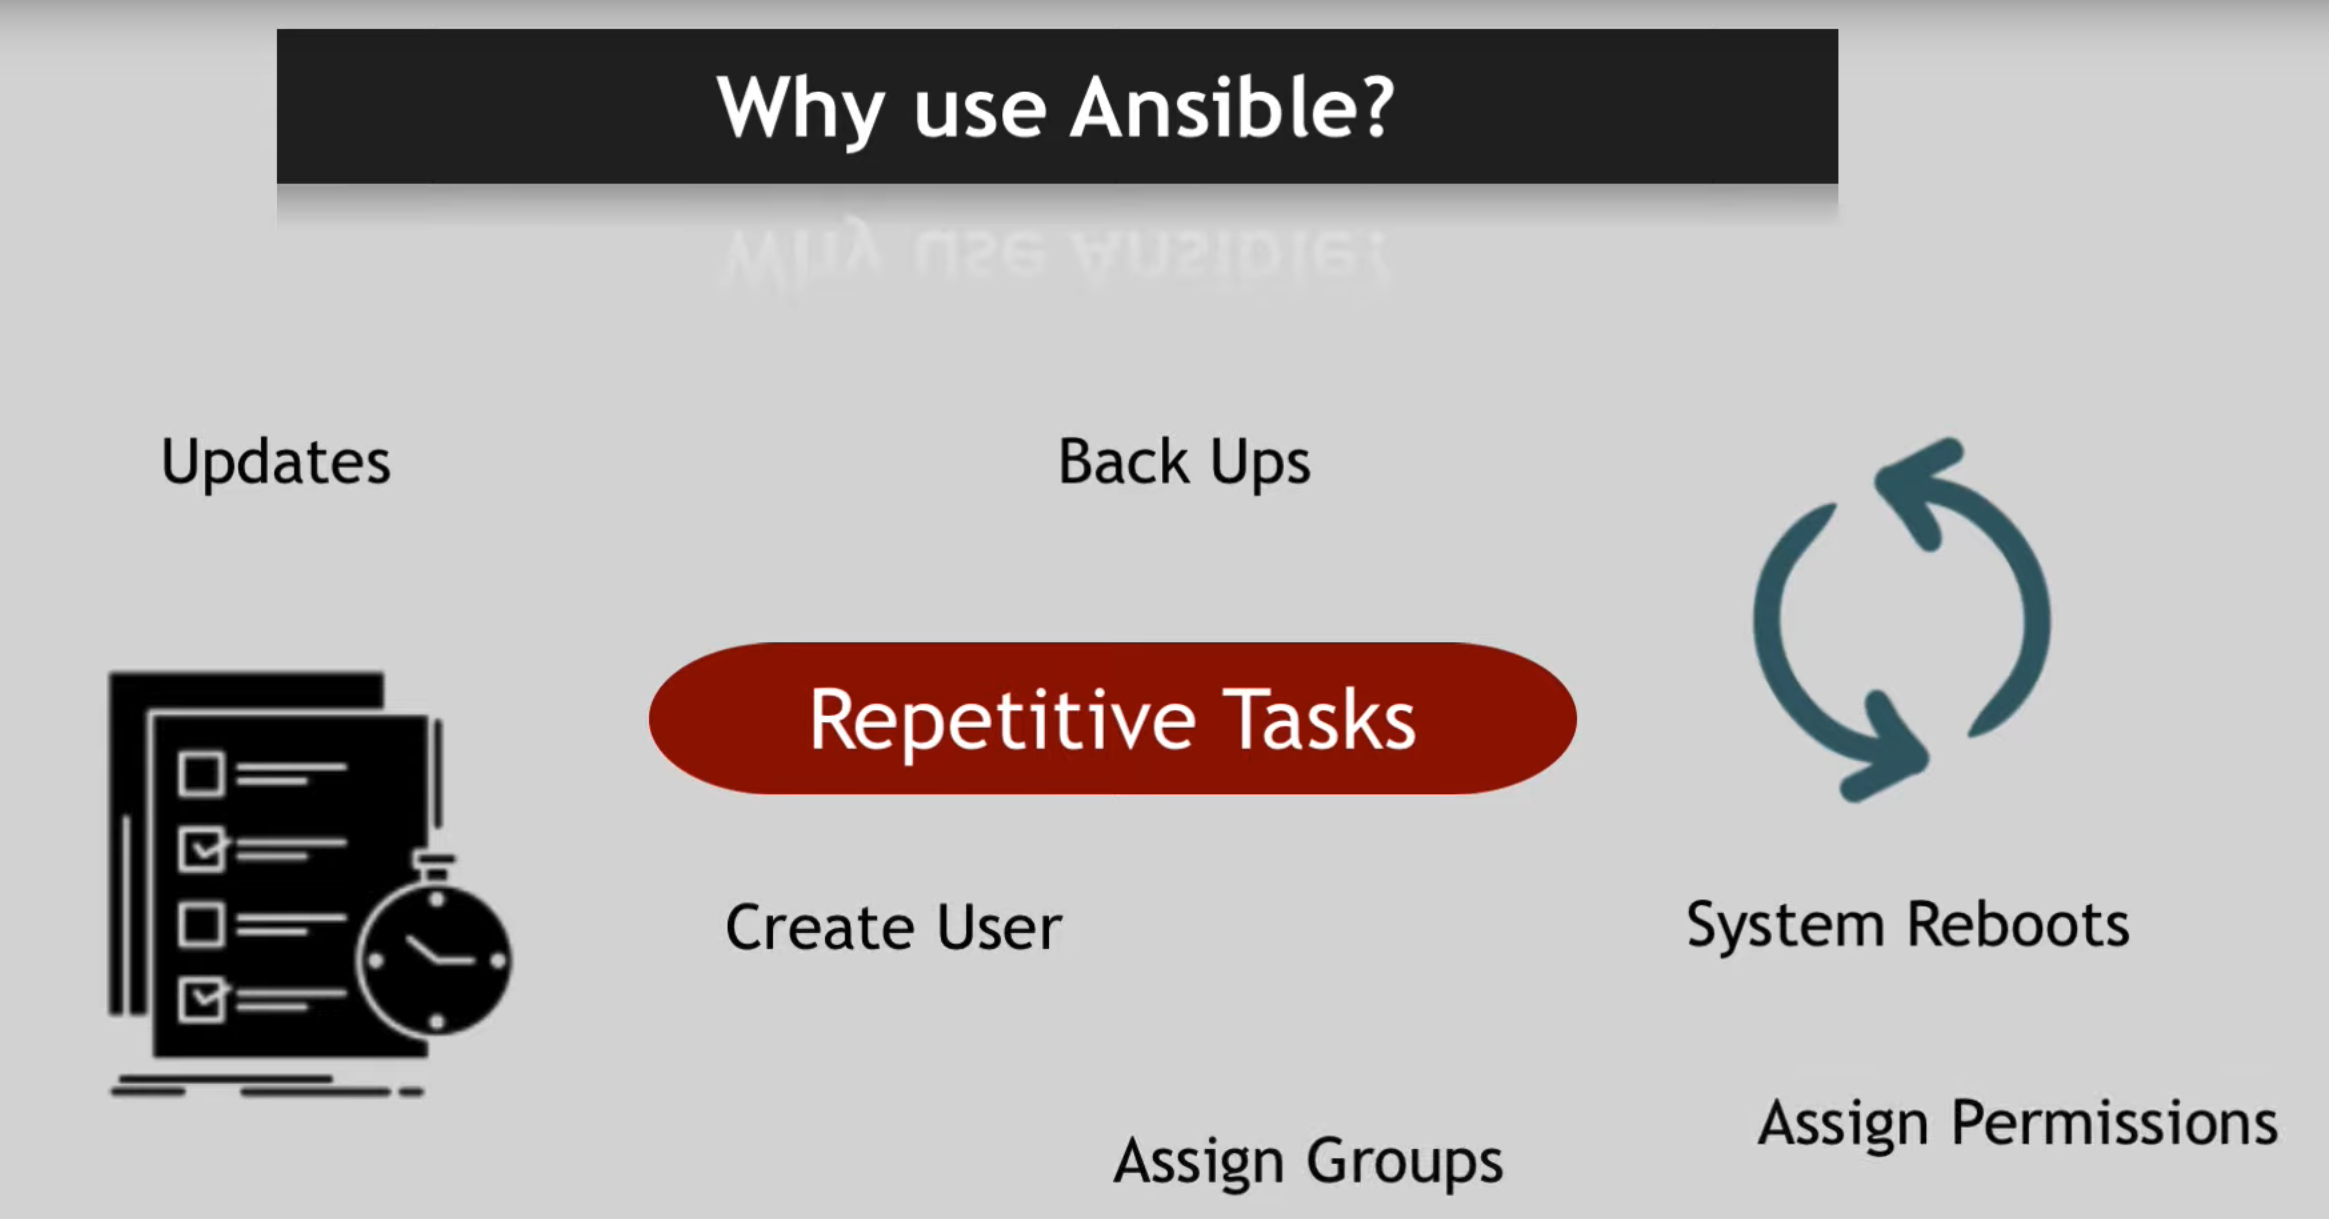 Why use Ansible?
Updates
Back Ups
Repetitive Tasks
Create User
System Reboots
Assign Groups
Assign Permissions